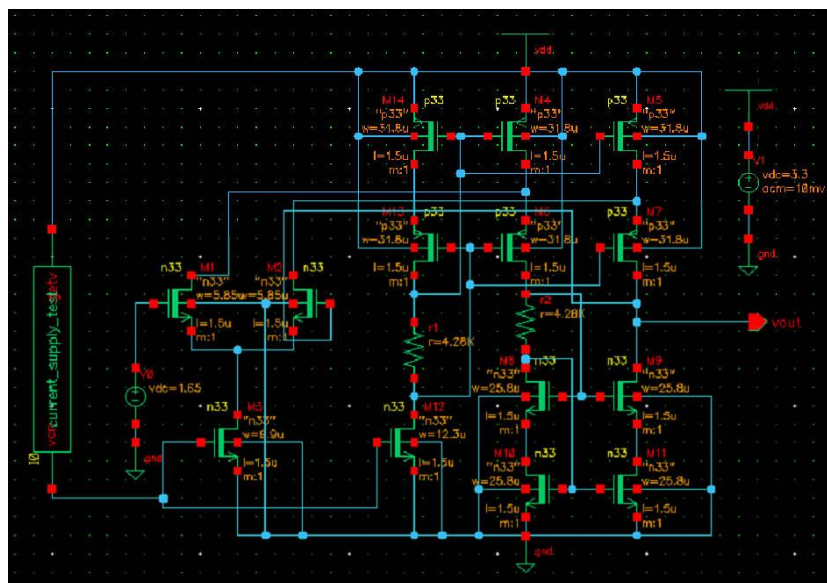 vdd
M14 p33 p33 M4 p33 M5
"p33" "p33" "p33"
w=31.8u w=31.8u w=31.8u
l=1.5u l=1.5u l=1.5u
m:1 m:1 m:1
vdd
V1
vdc=3.3
acm=10mv
gnd
M13 p33 p33 M6 p33 M7
"p33" "p33" "p33"
w=31.8u w=31.8u w=31.8u
l=1.5u l=1.5u l=1.5u
m:1 m:1 m:1
n33 M1 M2 n33
"n33" "n33"
w=5.85u w=5.85u
l=1.5u l=1.5u
m:1 m:1
r1
r=4.28K
r2
r=4.28K
vout
current_supply_test
I0
V0
vdc=1.65
gnd
n33 M3
"n33"
w=9.9u
l=1.5u
m:1
n33 M12
"n33"
w=12.3u
l=1.5u
m:1
n33 M9
"n33" "n33"
w=25.8u w=25.8u
l=1.5u l=1.5u
m:1 m:1
M10 n33 n33 M11
"n33" "n33"
w=25.8u w=25.8u
l=1.5u l=1.5u
m:1 m:1
gnd